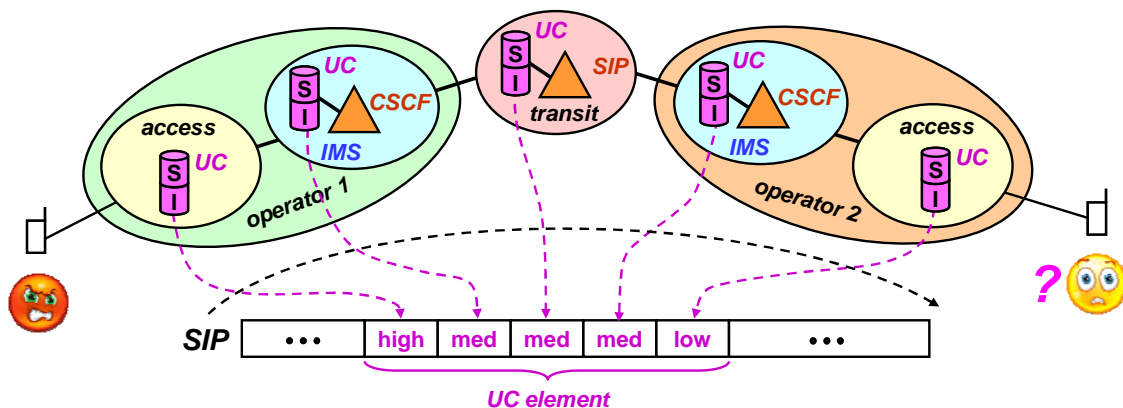 UC
S
I
SIP
transit
UC
S
I
CSCF
IMS
UC
S
I
CSCF
IMS
access
UC
S
I
access
UC
S
I
operator 1
operator 2
?
SIP
••• high med med med low •••
UC element